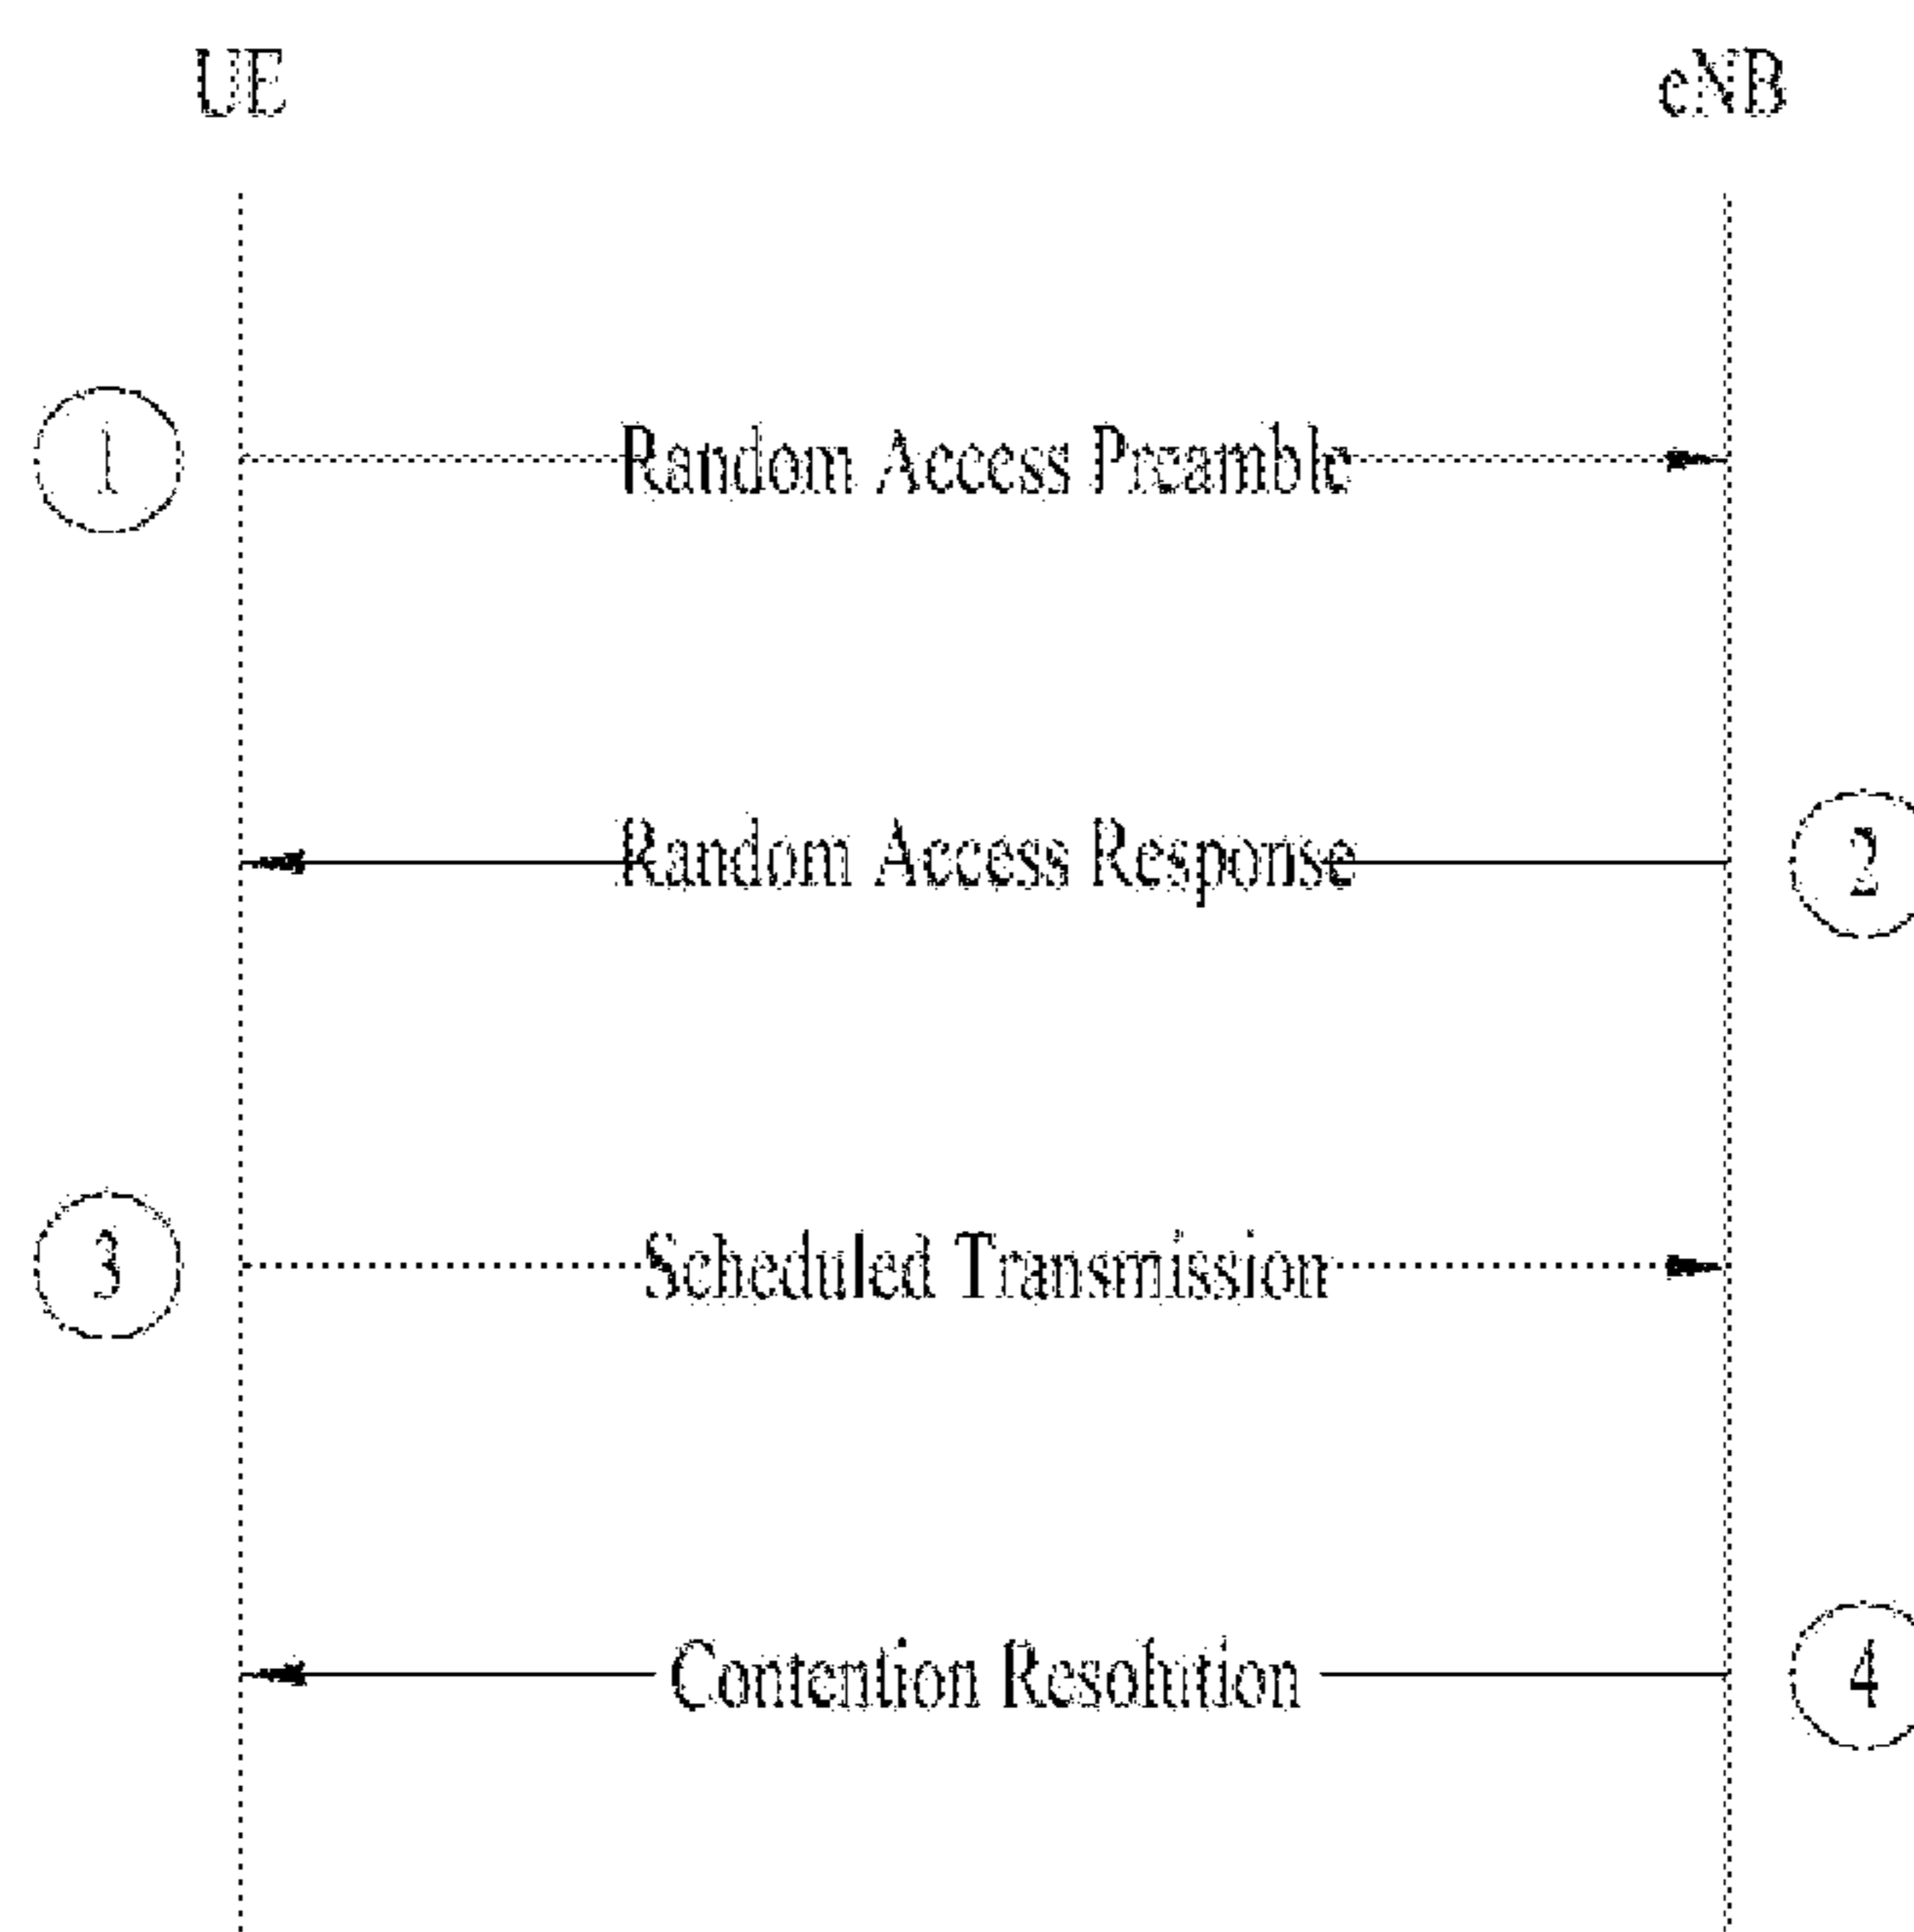 UE eNB
1 Random Access Preamble
Random Access Response 2
3 Scheduled Transmission
Contention Resolution 4